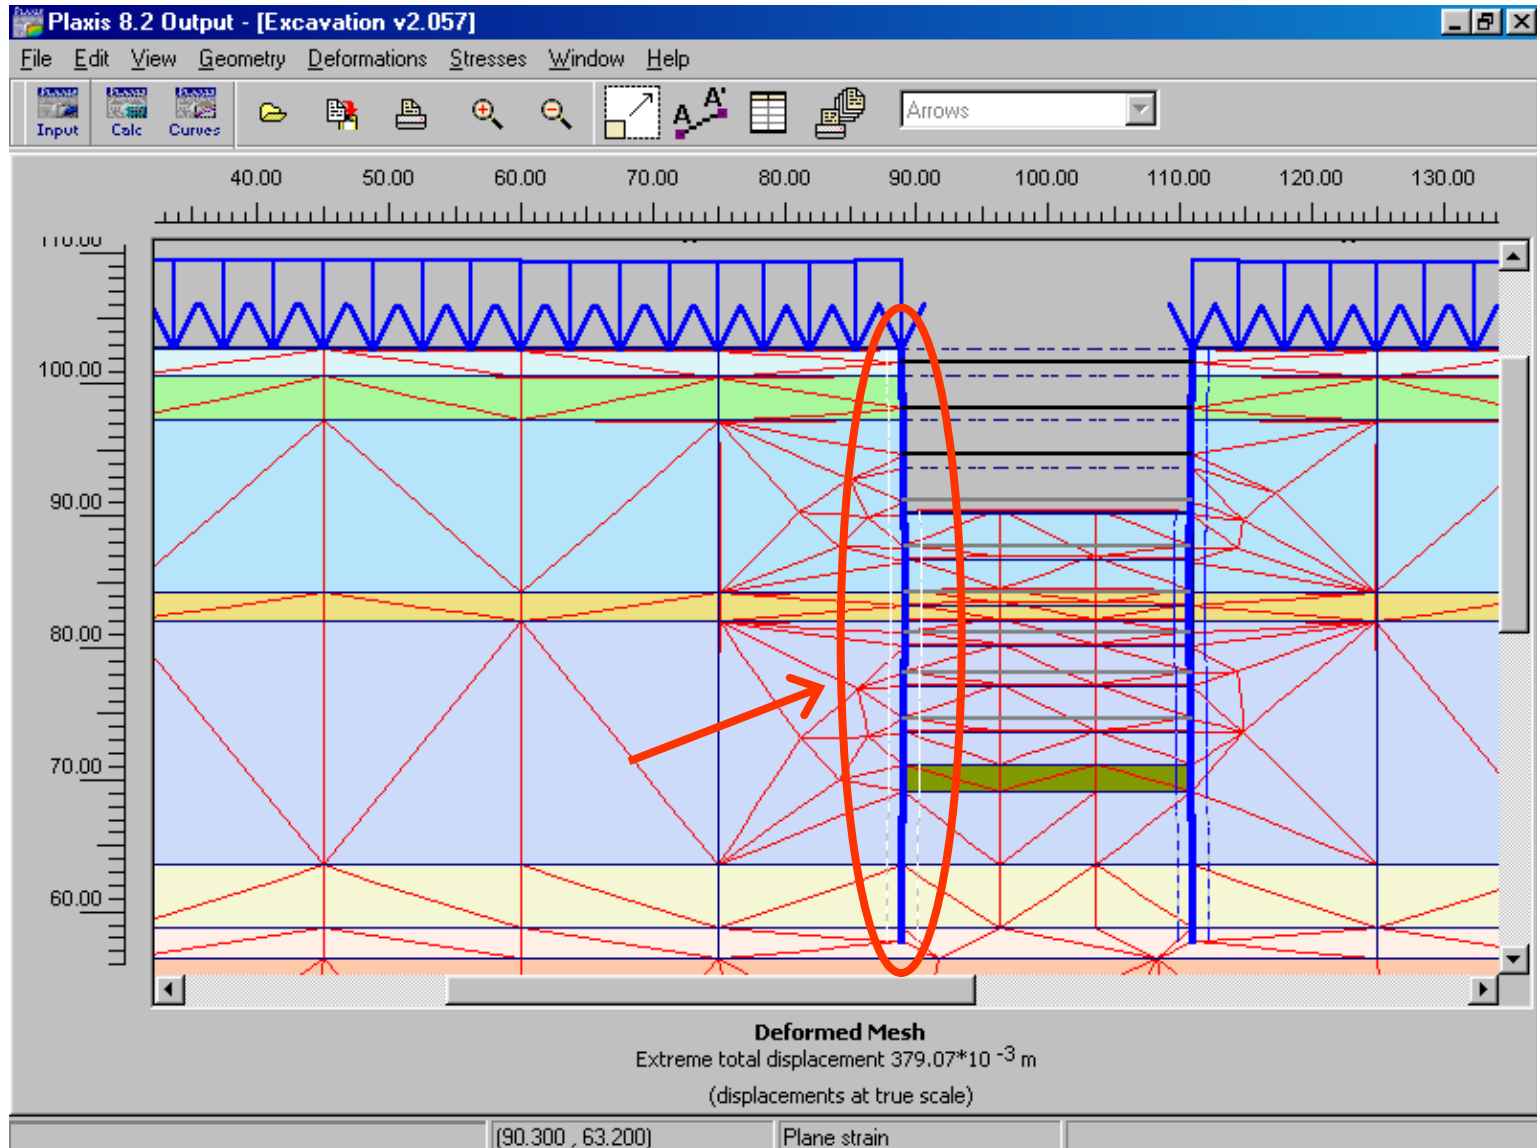 Plaxis 8.2 Output - [Excavation v2.057]
File Edit View Geometry Deformations Stresses Window Help
Input Calc Curves A A' Arrows
40.00 50.00 60.00 70.00 80.00 90.00 100.00 110.00 120.00 130.00
110.00
100.00
90.00
80.00
70.00
60.00
Deformed Mesh
Extreme total displacement 379.07*10 -3 m
(displacements at true scale)
(90.300 , 63.200) Plane strain